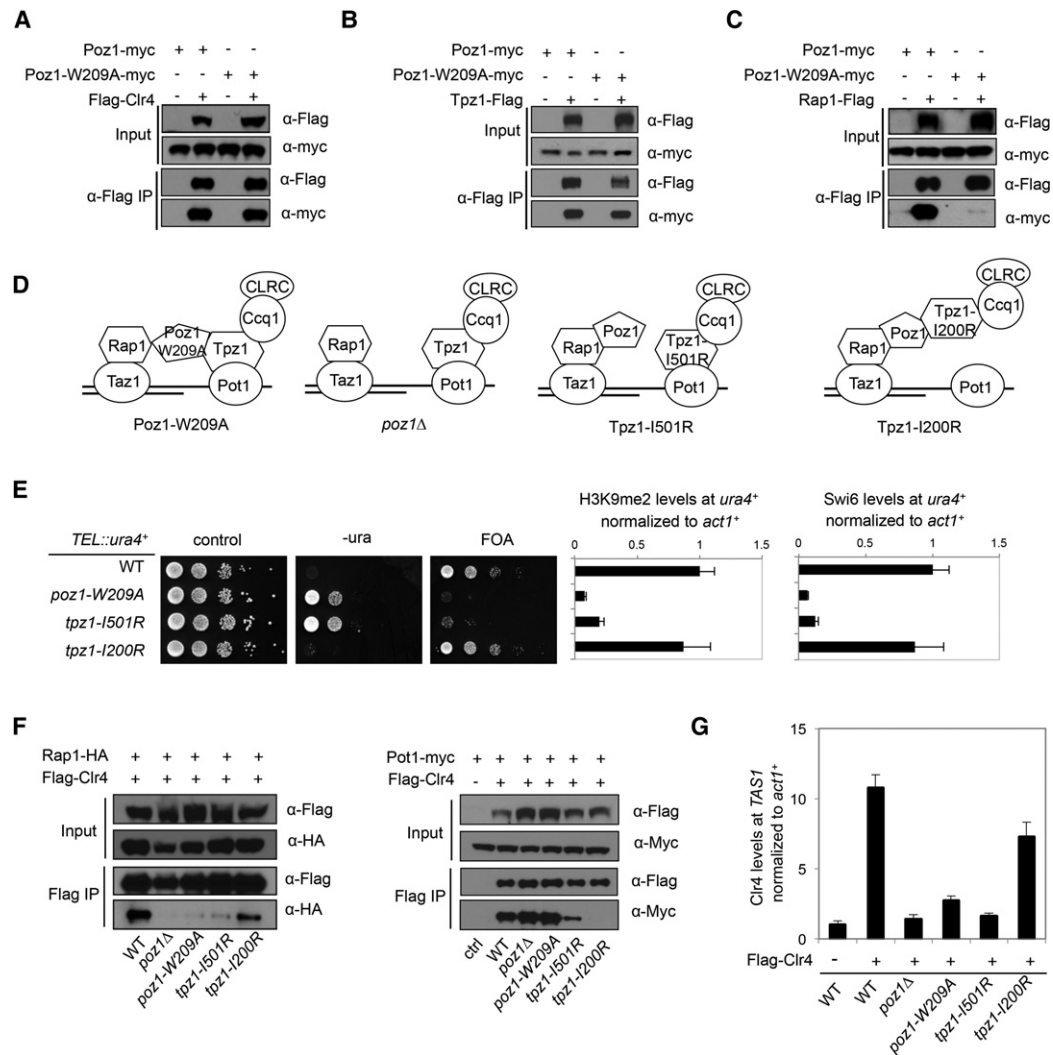 A
Poz1-myc + + - -
Poz1-W209A-myc - - + +
Flag-Clr4 - + - +
Input
α-Flag
α-myc
α-Flag IP
α-Flag
α-myc
B
Poz1-myc + + - -
Poz1-W209A-myc - - + +
Tpz1-Flag - + - +
Input
α-Flag
α-myc
α-Flag IP
α-Flag
α-myc
C
Poz1-myc + + - -
Poz1-W209A-myc - - + +
Rap1-Flag - + - +
Input
α-Flag
α-myc
α-Flag IP
α-Flag
α-myc
D
CLRC
Ccq1
Rap1
Poz1
W209A
Tpz1
Taz1
Pot1
Poz1-W209A
CLRC
Ccq1
Rap1
Tpz1
Taz1
Pot1
poz1Δ
CLRC
Ccq1
Rap1
Poz1
Tpz1-
I501R
Taz1
Pot1
Tpz1-I501R
CLRC
Ccq1
Tpz1-
I200R
Rap1
Poz1
Taz1
Pot1
Tpz1-I200R
E
TEL::ura4+
control
-ura
FOA
WT
poz1-W209A
tpz1-I501R
tpz1-I200R
H3K9me2 levels at ura4+
normalized to act1+
0 0.5 1 1.5
Swi6 levels at ura4+
normalized to act1+
0 0.5 1 1.5
F
Rap1-HA + + + + +
Flag-Clr4 + + + + +
Input
α-Flag
α-HA
Flag IP
α-Flag
α-HA
WT
poz1Δ
poz1-W209A
tpz1-I501R
tpz1-I200R
Pot1-myc + + + + + +
Flag-Clr4 - + + + + +
Input
α-Flag
α-Myc
Flag IP
α-Flag
α-Myc
ctrl
WT
poz1Δ
poz1-W209A
tpz1-I501R
tpz1-I200R
G
Clr4 levels at TAS1
normalized to act1+
15
10
5
0
Flag-Clr4 - + + + + +
WT
WT
poz1Δ
poz1-W209A
tpz1-I501R
tpz1-I200R